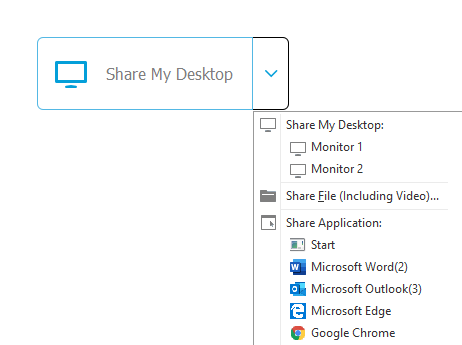 Share My Desktop
Share My Desktop:
Monitor 1
Monitor 2
Share File (Including Video)...
Share Application:
Start
Microsoft Word(2)
Microsoft Outlook(3)
Microsoft Edge
Google Chrome